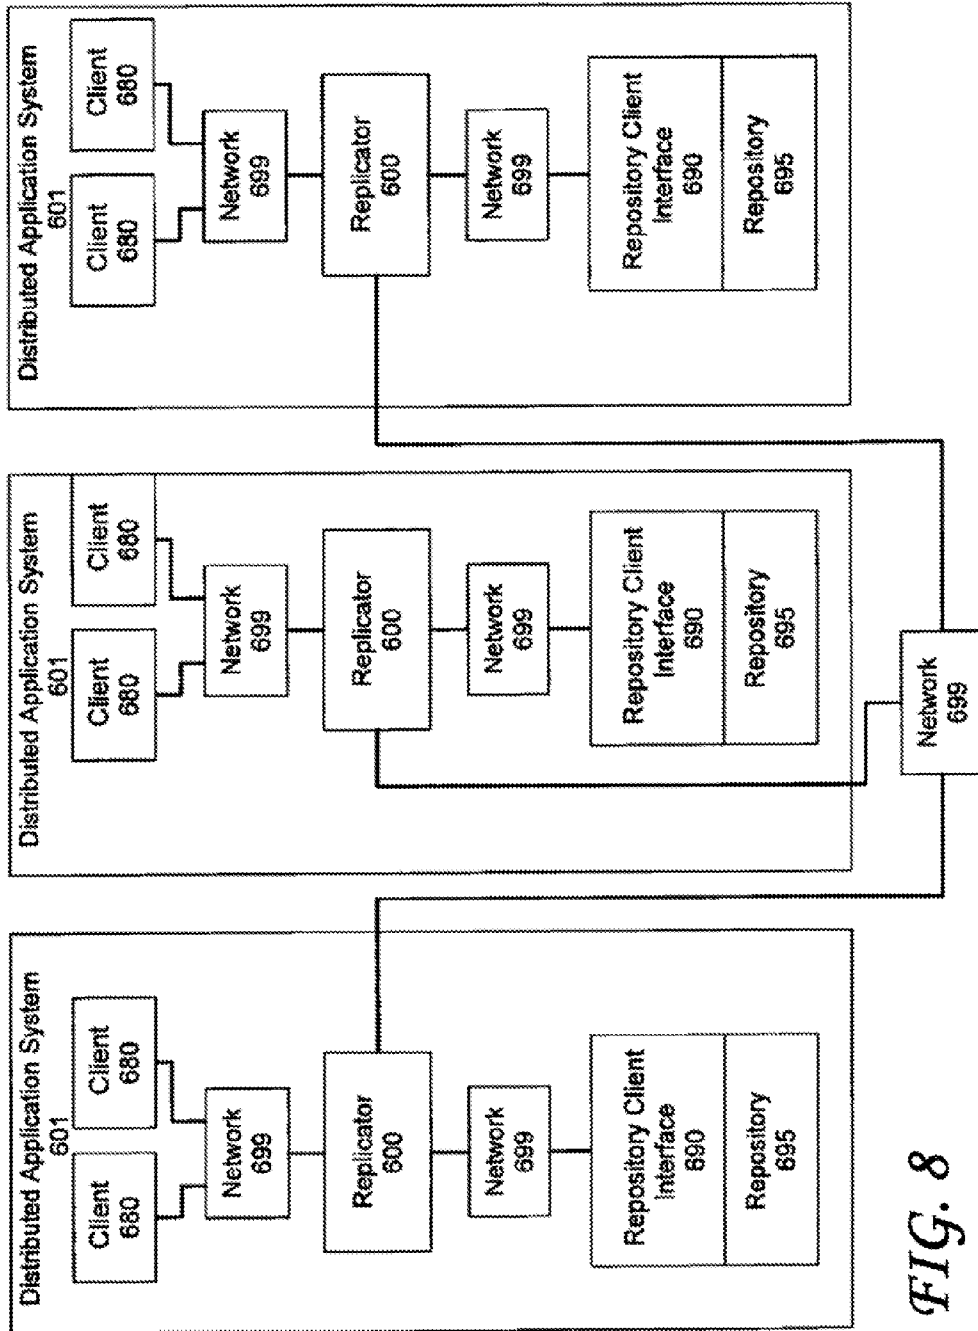 Distributed Application System
601
Client
680
Client
680
Network
699
Replicator
600
Network
699
Repository Client
Interface
690
Repository
695
Distributed Application System
601
Client
680
Client
680
Network
699
Replicator
600
Network
699
Repository Client
Interface
690
Repository
695
Distributed Application System
601
Client
680
Client
680
Network
699
Replicator
600
Network
699
Repository Client
Interface
690
Repository
695
Network
699
FIG. 8